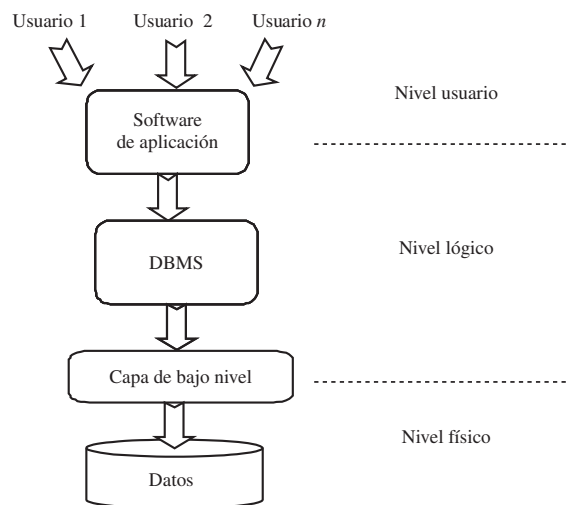 Usuario 1 Usuario 2 Usuario n
Nivel usuario
Software
de aplicación
Nivel lógico
DBMS
Capa de bajo nivel
Nivel físico
Datos